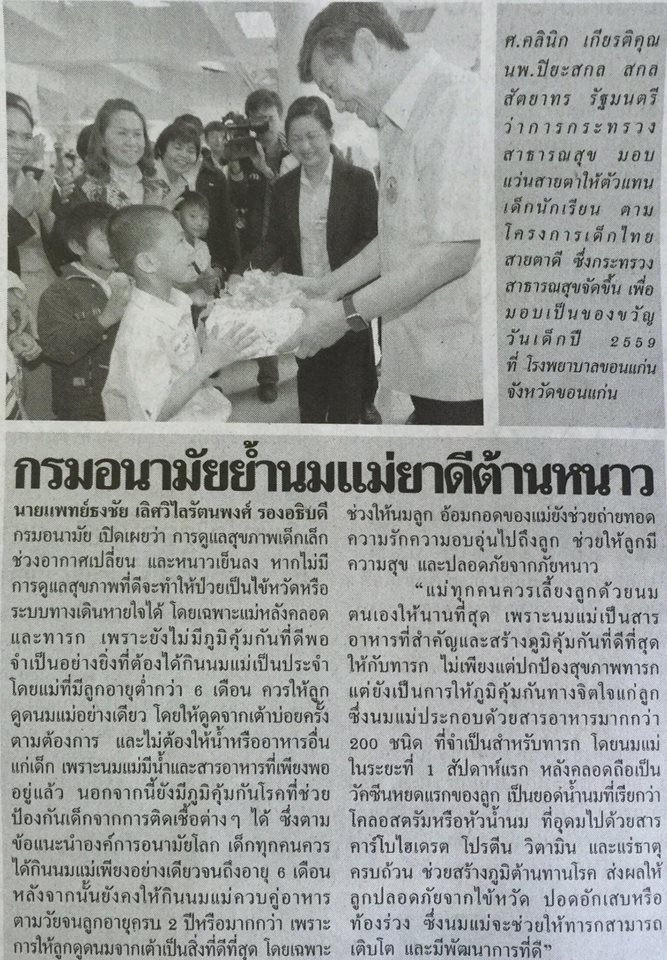 ศ.คลินิก เกียรติคุณ
นพ.ปิยะสกล สกล
สัตยาทร รัฐมนตรี
ว่าการกระทรวง
สาธารณสุข มอบ
แว่นสายตาให้ตัวแทน
เด็กนักเรียน ตาม
โครงการเด็กไทย
สายตาดี ซึ่งกระทรวง
สาธารณสุขจัดขึ้น เพื่อ
มอบเป็นของขวัญ
วันเด็กปี 2559
ที่ โรงพยาบาลขอนแก่น
จังหวัดขอนแก่น
กรมอนามัยย้ำนมแม่ยาดีต้านหนาว
นายแพทย์ธงชัย เลิศวิไลรัตนพงศ์ รองอธิบดี
กรมอนามัย เปิดเผยว่า การดูแลสุขภาพเด็กเล็ก
ช่วงอากาศเปลี่ยน และหนาวเย็นลง หากไม่มี
การดูแลสุขภาพที่ดีจะทำให้ป่วยเป็นไข้หวัดหรือ
ระบบทางเดินหายใจได้ โดยเฉพาะแม่หลังคลอด
และทารก เพราะยังไม่มีภูมิคุ้มกันที่ดีพอ
จำเป็นอย่างยิ่งที่ต้องได้กินนมแม่เป็นประจำ
โดยแม่ที่มีลูกอายุต่ำกว่า 6 เดือน ควรให้ลูก
ดูดนมแม่อย่างเดียว โดยให้ดูดจากเต้าบ่อยครั้ง
ตามต้องการ และไม่ต้องให้น้ำหรืออาหารอื่น
แก่เด็ก เพราะนมแม่มีน้ำและสารอาหารที่เพียงพอ
อยู่แล้ว นอกจากนี้ยังมีภูมิคุ้มกันโรคที่ช่วย
ป้องกันเด็กจากการติดเชื้อต่างๆ ได้ ซึ่งตาม
ข้อแนะนำองค์การอนามัยโลก เด็กทุกคนควร
ได้กินนมแม่เพียงอย่างเดียวจนถึงอายุ 6 เดือน
หลังจากนั้นยังคงให้กินนมแม่ควบคู่อาหาร
ตามวัยจนลูกอายุครบ 2 ปีหรือมากกว่า เพราะ
การให้ลูกดูดนมจากเต้าเป็นสิ่งที่ดีที่สุด โดยเฉพาะ
ช่วงให้นมลูก อ้อมกอดของแม่ยังช่วยถ่ายทอด
ความรักความอบอุ่นไปถึงลูก ช่วยให้ลูกมี
ความสุข และปลอดภัยจากภัยหนาว
"แม่ทุกคนควรเลี้ยงลูกด้วยนม
ตนเองให้นานที่สุด เพราะนมแม่เป็นสาร
อาหารที่สำคัญและสร้างภูมิคุ้มกันที่ดีที่สุด
ให้กับทารก ไม่เพียงแต่ปกป้องสุขภาพทารก
แต่ยังเป็นการให้ภูมิคุ้มกันทางจิตใจแก่ลูก
ซึ่งนมแม่ประกอบด้วยสารอาหารมากกว่า
200 ชนิด ที่จำเป็นสำหรับทารก โดยนมแม่
ในระยะที่ 1 สัปดาห์แรก หลังคลอดถือเป็น
วัคซีนหยดแรกของลูก เป็นยอดน้ำนมที่เรียกว่า
โคลอสตรัมหรือหัวน้ำนม ที่อุดมไปด้วยสาร
คาร์โบไฮเดรต โปรตีน วิตามิน และแร่ธาตุ
ครบถ้วน ช่วยสร้างภูมิต้านทานโรค ส่งผลให้
ลูกปลอดภัยจากไข้หวัด ปอดอักเสบหรือ
ท้องร่วง ซึ่งนมแม่จะช่วยให้ทารกสามารถ
เติบโต และมีพัฒนาการที่ดี"